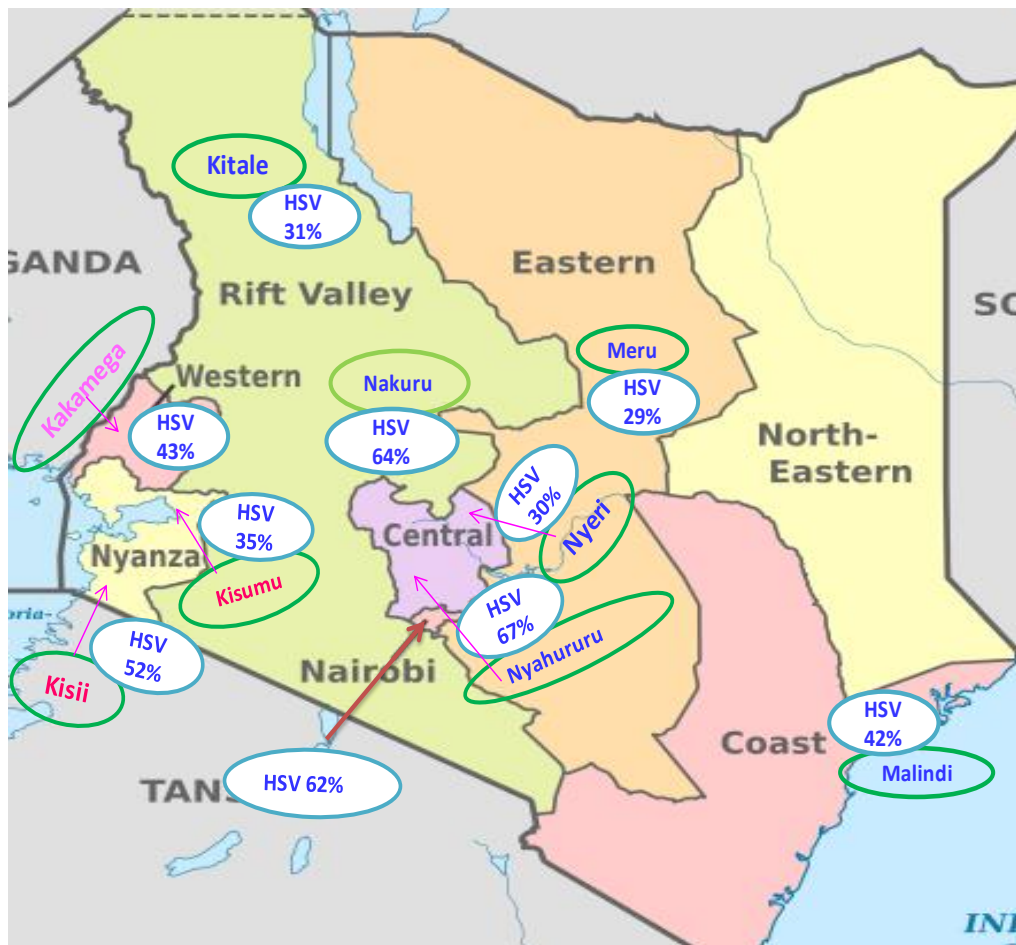 Kitale
HSV
31%
GANDA
Eastern
Rift Valley
SO
Kakamega
Meru
Western
Nakuru
HSV
29%
HSV
43%
HSV
64%
North-
Eastern
HSV
30%
Nyeri
HSV
35%
Central
Nyanza
Kisumu
oria-
HSV
67%
HSV
52%
Nyahururu
Nairobi
Kisii
HSV
42%
Coast
HSV 62%
Malindi
TANS
INI